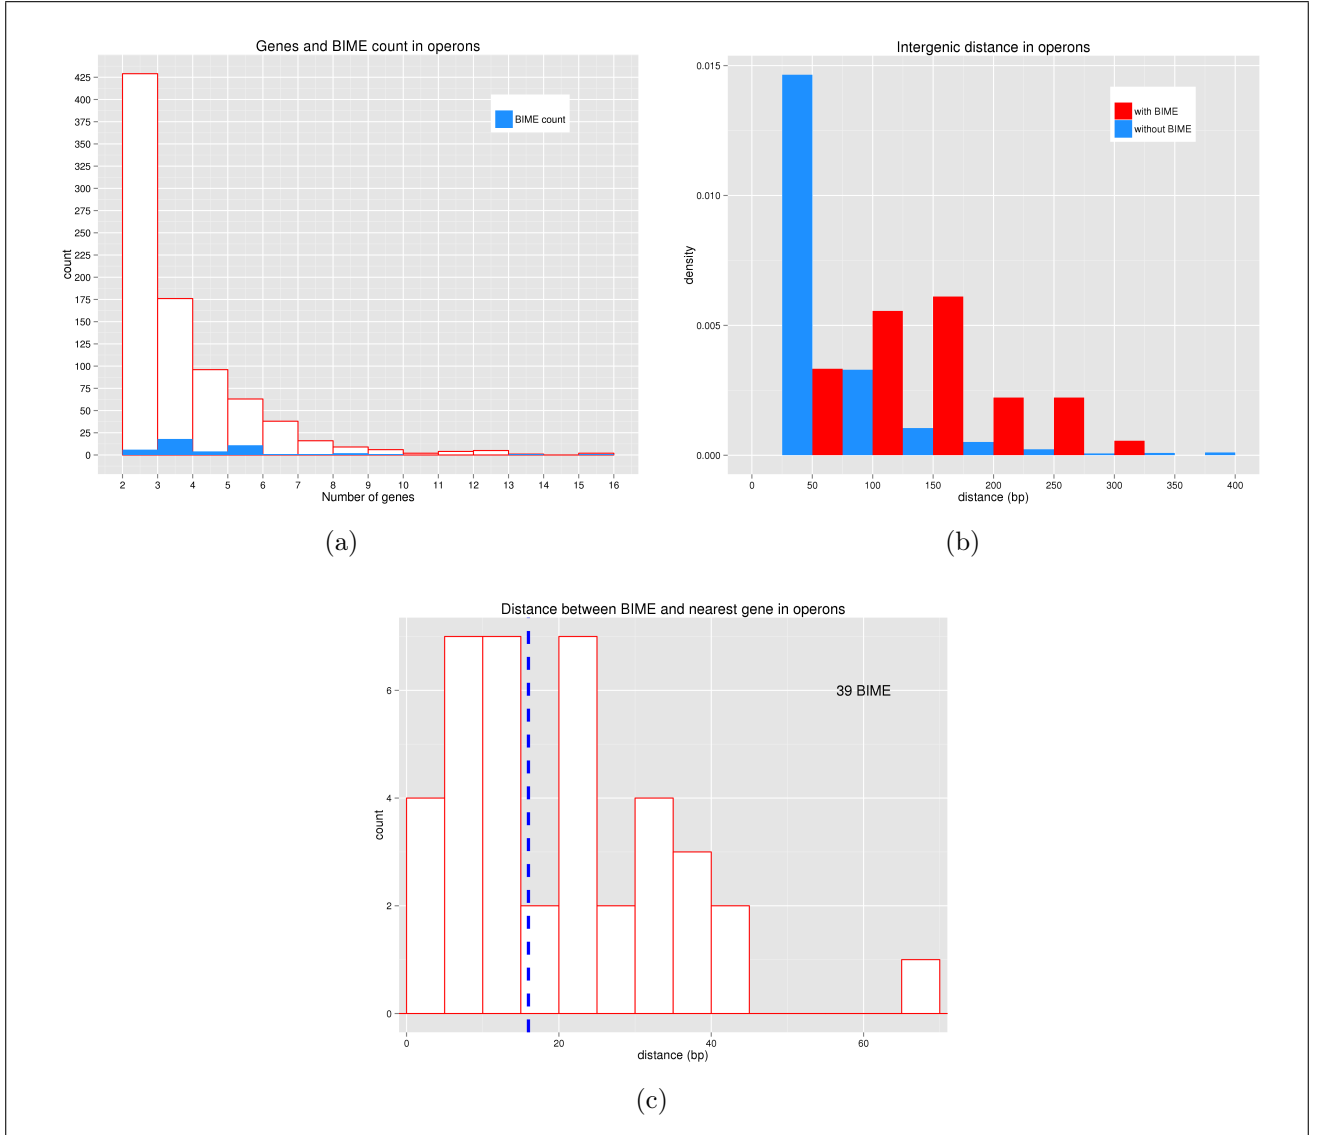 Genes and BIME count in operons
425
400
375
350
325
300
275
250
225
200
175
150
125
100
75
50
25
0
count
BIME count
2 3 4 5 6 7 8 9 10 11 12 13 14 15 16
Number of genes
(a)
Intergenic distance in operons
0.015
0.010
0.005
0.000
density
with BIME
without BIME
0 50 100 150 200 250 300 350 400
distance (bp)
(b)
Distance between BIME and nearest gene in operons
6
4
2
0
count
39 BIME
0 20 40 60
distance (bp)
(c)